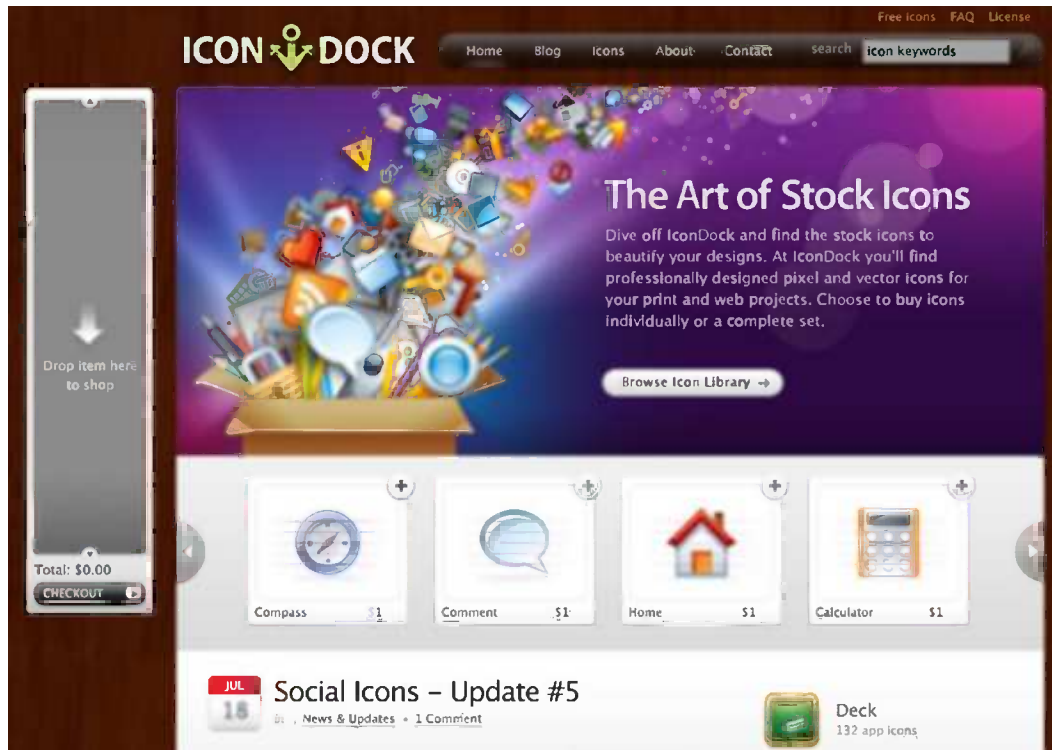 Free icons FAQ License
ICON DOCK
Home Blog Icons About Contact search icon keywords
The Art of Stock Icons
Dive off IconDock and find the stock icons to
beautify your designs. At IconDock you'll find
professionally designed pixel and vector icons for
your print and web projects. Choose to buy icons
individually or a complete set.
Browse Icon Library
Drop item here
to shop
Total: $0.00
CHECKOUT
Compass $1
Comment $1
Home $1
Calculator $1
JUL
18
Social Icons – Update #5
in News & Updates • 1 Comment
Deck
132 app icons